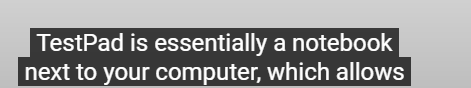 TestPad is essentially a notebook
next to your computer, which allows